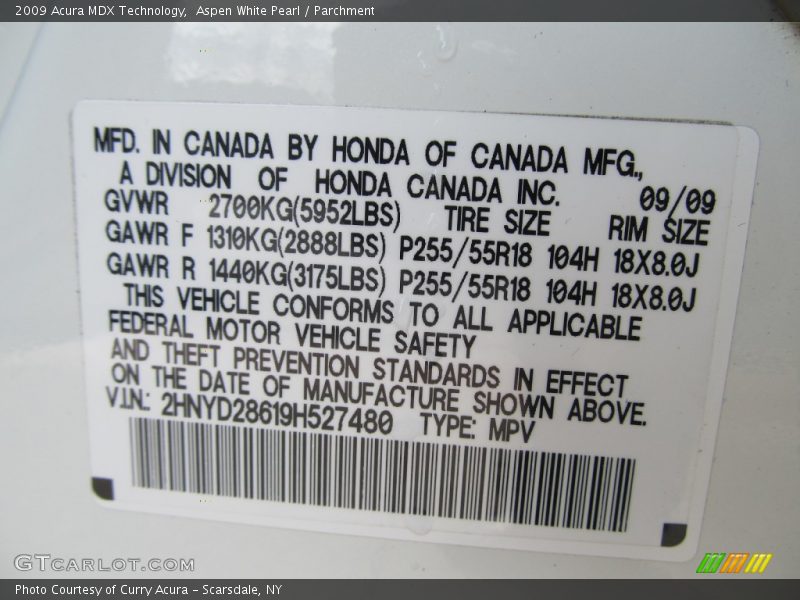 2009 Acura MDX Technology,  Aspen White Pearl / Parchment
MFD. IN CANADA BY HONDA OF CANADA MFG.,
A DIVISION OF HONDA CANADA INC. 09/09
GVWR 2700KG(5952LBS) TIRE SIZE RIM SIZE
GAWR F 1310KG(2888LBS) P255/55R18 104H 18X8.0J
GAWR R 1440KG(3175LBS) P255/55R18 104H 18X8.0J
THIS VEHICLE CONFORMS TO ALL APPLICABLE
FEDERAL MOTOR VEHICLE SAFETY
AND THEFT PREVENTION STANDARDS IN EFFECT
ON THE DATE OF MANUFACTURE SHOWN ABOVE.
V.I.N.: 2HNYD28619H527480 TYPE: MPV
GTCARLOT.COM
Photo Courtesy of Curry Acura - Scarsdale, NY